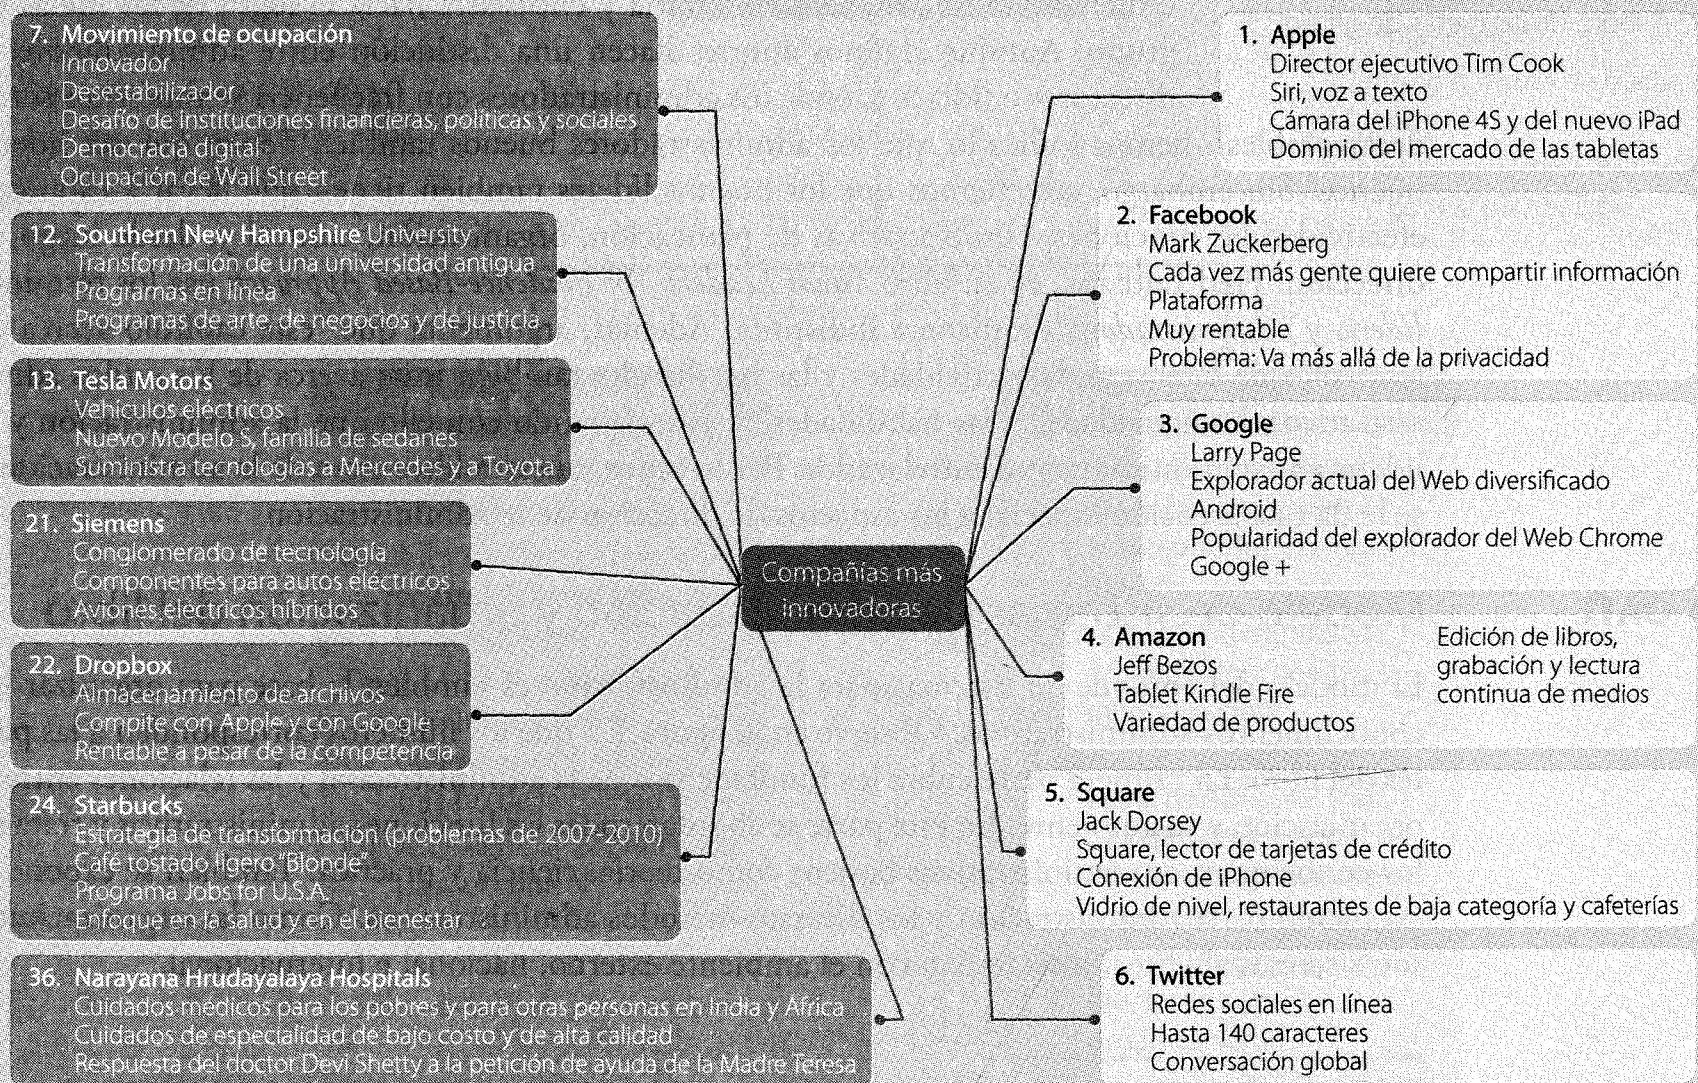 7. Movimiento de ocupación
Innovador
Desestabilizador
Desafío de instituciones financieras, políticas y sociales
Democracia digital
Ocupación de Wall Street
12. Southern New Hampshire University
Transformación de una universidad antigua
Programas en línea
Programas de arte, de negocios y de justicia
13. Tesla Motors
Vehículos eléctricos
Nuevo Modelo S, familia de sedanes
Suministra tecnologías a Mercedes y a Toyota
21. Siemens
Conglomerado de tecnología
Componentes para autos eléctricos
Aviones eléctricos híbridos
22. Dropbox
Almacenamiento de archivos
Compite con Apple y con Google
Rentable a pesar de la competencia
24. Starbucks
Estrategia de transformación (problemas de 2007-2010)
Café tostado ligero "Blonde"
Programa Jobs for U.S.A.
Enfoque en la salud y en el bienestar
36. Narayana Hrudayalaya Hospitals
Cuidados médicos para los pobres y para otras personas en India y África
Cuidados de especialidad de bajo costo y de alta calidad
Respuesta del doctor Devi Shetty a la petición de ayuda de la Madre Teresa
Compañías más
innovadoras
1. Apple
Director ejecutivo Tim Cook
Siri, voz a texto
Cámara del iPhone 4S y del nuevo iPad
Dominio del mercado de las tabletas
2. Facebook
Mark Zuckerberg
Cada vez más gente quiere compartir información
Plataforma
Muy rentable
Problema: Va más allá de la privacidad
3. Google
Larry Page
Explorador actual del Web diversificado
Android
Popularidad del explorador del Web Chrome
Google +
4. Amazon
Jeff Bezos
Tablet Kindle Fire
Variedad de productos
Edición de libros,
grabación y lectura
continua de medios
5. Square
Jack Dorsey
Square, lector de tarjetas de crédito
Conexión de iPhone
Vidrio de nivel, restaurantes de baja categoría y cafeterías
6. Twitter
Redes sociales en línea
Hasta 140 caracteres
Conversación global